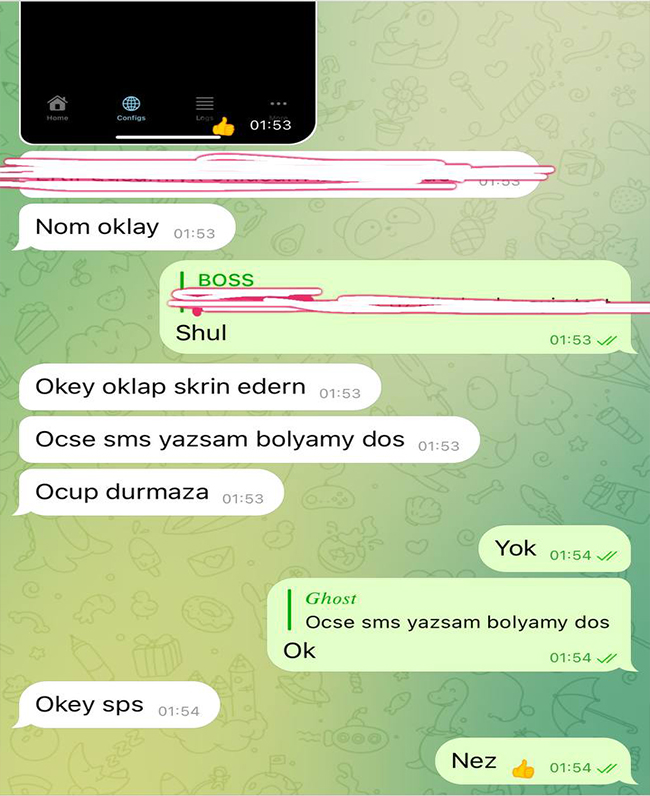 Home Configs Logs
01:53
01:53
Nom oklay 01:53
BOSS
Shul 01:53
Okey oklap skrin edern 01:53
Ocse sms yazsam bolyamy dos 01:53
Ocup durmaza 01:53
Yok 01:54
Ghost
Ocse sms yazsam bolyamy dos
Ok 01:54
Okey sps 01:54
Nez 👍 01:54